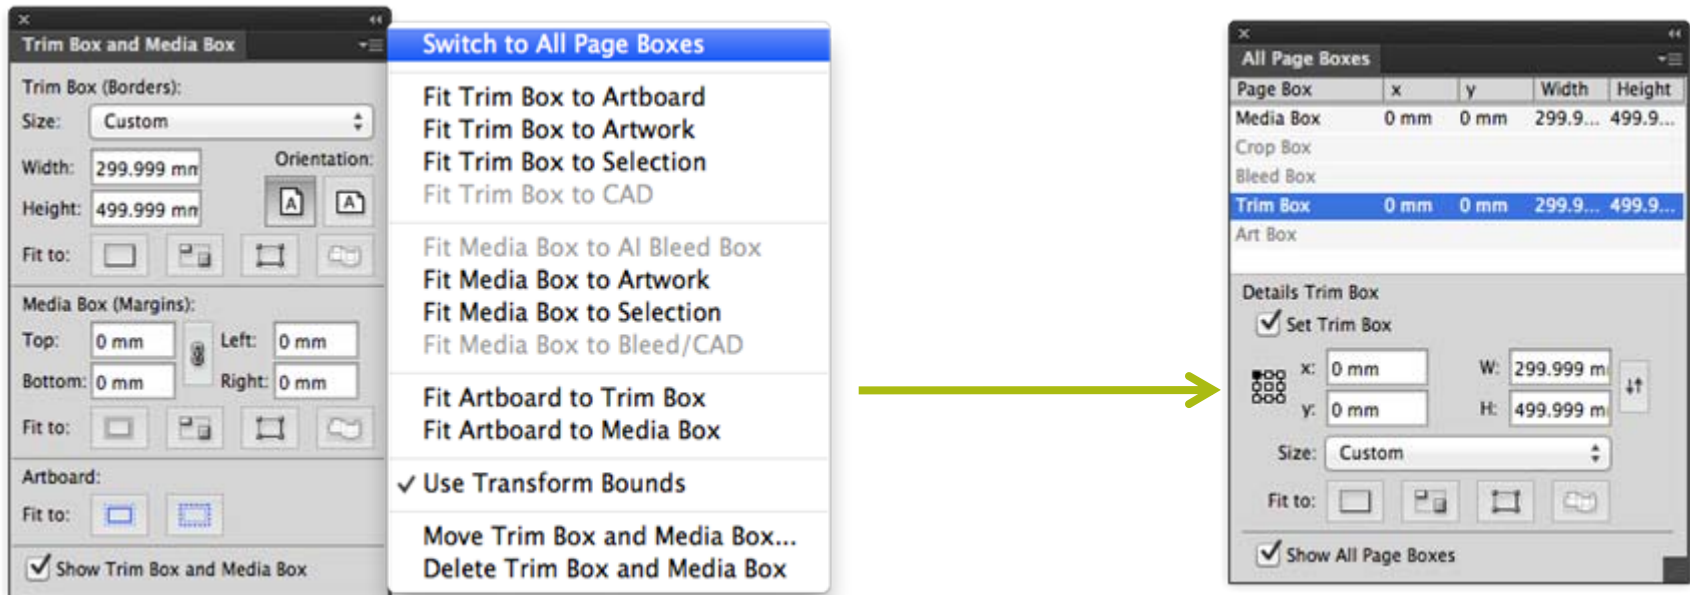 Trim Box and Media Box
Trim Box (Borders):
Size: Custom
Width: 299.999 mm
Orientation:
Height: 499.999 mm
Fit to:
Media Box (Margins):
Top: 0 mm Left: 0 mm
Bottom: 0 mm Right: 0 mm
Fit to:
Artboard:
Fit to:
Show Trim Box and Media Box
Switch to All Page Boxes
Fit Trim Box to Artboard
Fit Trim Box to Artwork
Fit Trim Box to Selection
Fit Trim Box to CAD
Fit Media Box to AI Bleed Box
Fit Media Box to Artwork
Fit Media Box to Selection
Fit Media Box to Bleed/CAD
Fit Artboard to Trim Box
Fit Artboard to Media Box
Use Transform Bounds
Move Trim Box and Media Box...
Delete Trim Box and Media Box
All Page Boxes
Page Box x y Width Height
Media Box 0 mm 0 mm 299.9... 499.9...
Crop Box
Bleed Box
Trim Box 0 mm 0 mm 299.9... 499.9...
Art Box
Details Trim Box
Set Trim Box
x: 0 mm W: 299.999 m
y: 0 mm H: 499.999 m
Size: Custom
Fit to:
Show All Page Boxes